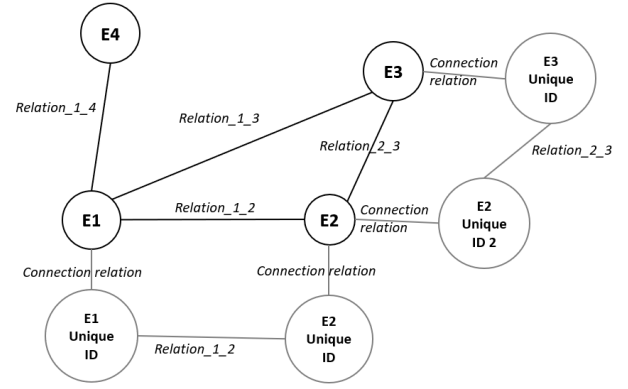 E4
E3
Connection
relation
E3
Unique
ID
Relation_1_4
Relation_1_3
Relation_2_3
Relation_2_3
E1
Relation_1_2
E2
Connection
relation
E2
Unique
ID 2
Connection relation
Connection relation
E1
Unique
ID
Relation_1_2
E2
Unique
ID